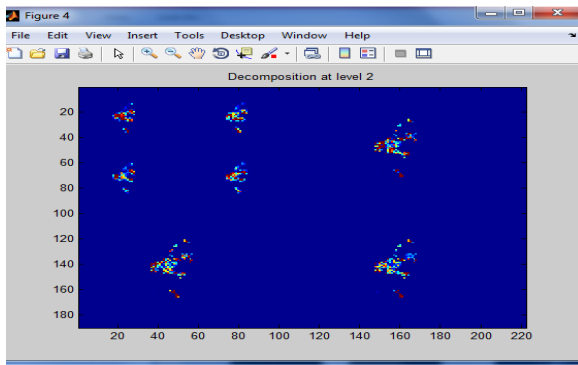 Figure 4
File Edit View Insert Tools Desktop Window Help
Decomposition at level 2
20
40
60
80
100
120
140
160
180
20 40 60 80 100 120 140 160 180 200 220